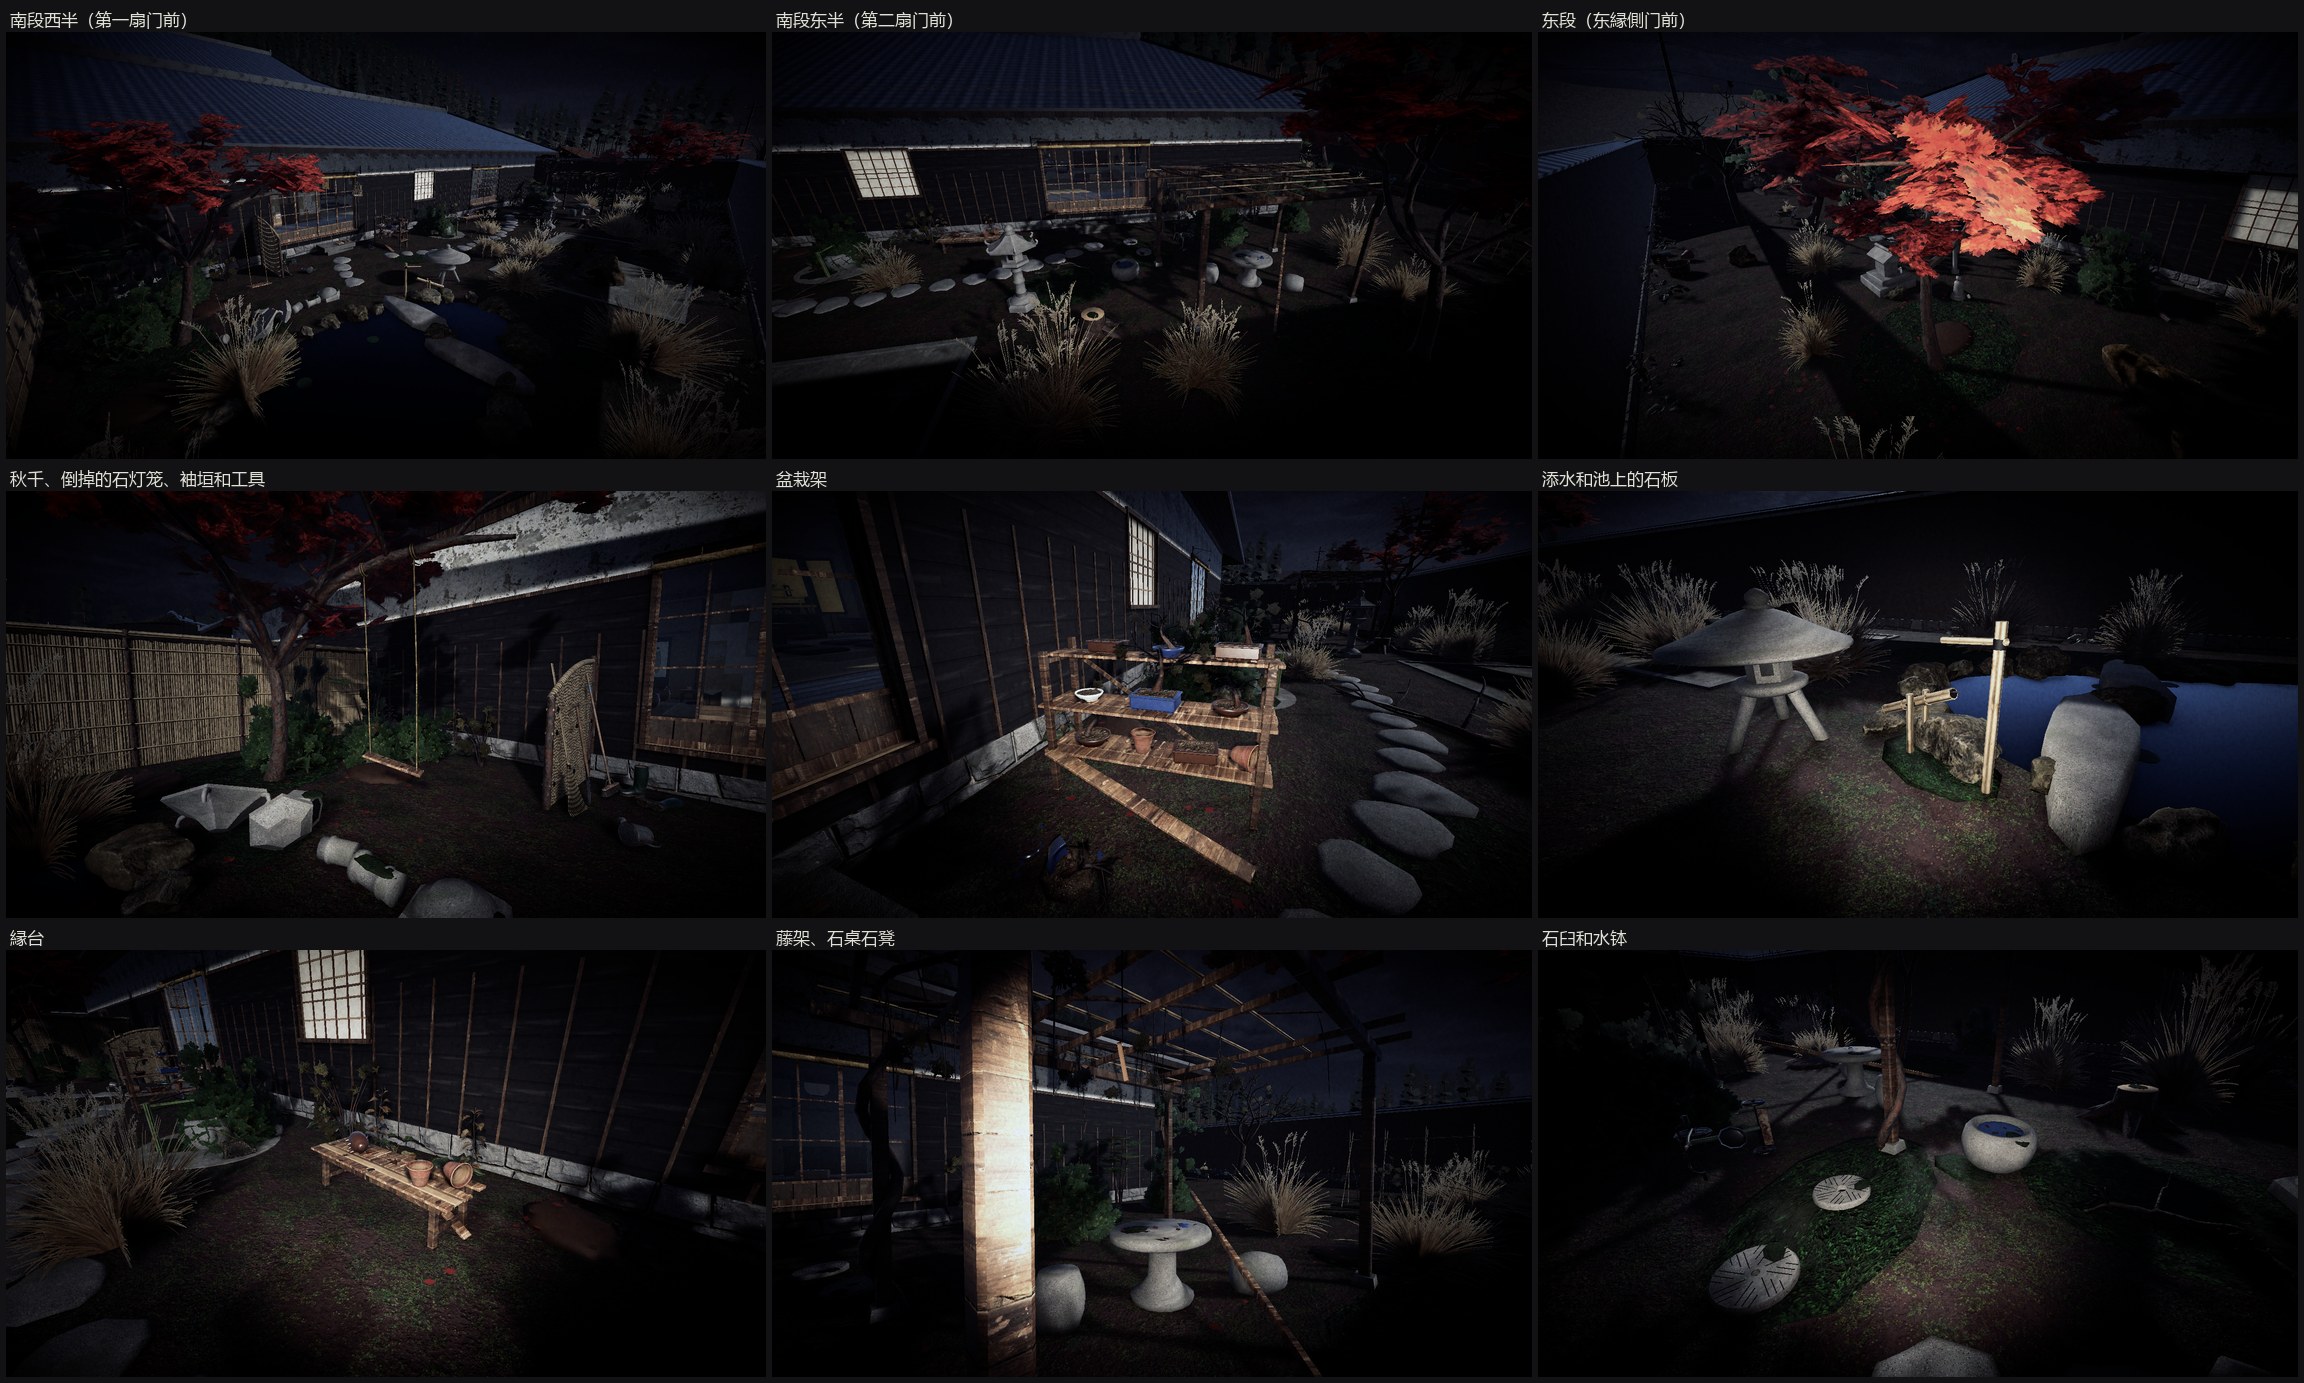 南段西半（第一扇门前）
南段东半（第二扇门前）
东段（东縁側门前）
秋千、倒掉的石灯笼、袖垣和工具
盆栽架
添水和池上的石板
縁台
藤架、石桌石凳
石臼和水钵